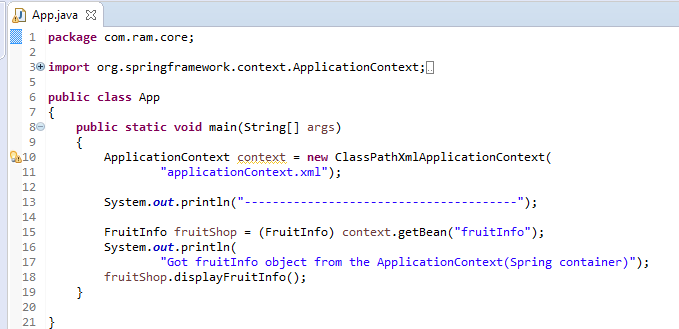 App.java
1 package com.ram.core;
2
3 import org.springframework.context.ApplicationContext;
5
6 public class App
7 {
8     public static void main(String[] args)
9     {
10         ApplicationContext context = new ClassPathXmlApplicationContext(
11                 "applicationContext.xml");
12
13         System.out.println("---------------------------------------");
14
15         FruitInfo fruitShop = (FruitInfo) context.getBean("fruitInfo");
16         System.out.println(
17                 "Got fruitInfo object from the ApplicationContext(Spring container)");
18         fruitShop.displayFruitInfo();
19     }
20
21 }